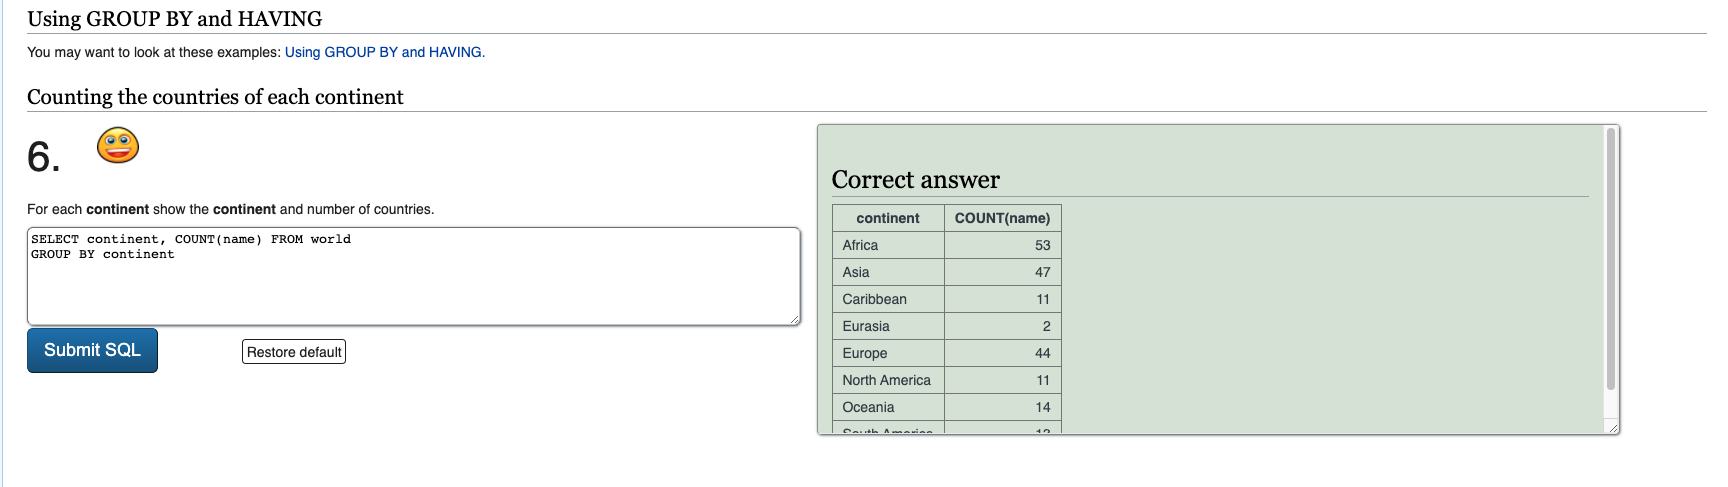 Using GROUP BY and HAVING
You may want to look at these examples: Using GROUP BY and HAVING.
Counting the countries of each continent
6.
For each continent show the continent and number of countries.
SELECT continent, COUNT(name) FROM world
GROUP BY continent
Submit SQL
Restore default
Correct answer
continent COUNT(name)
Africa 53
Asia 47
Caribbean 11
Eurasia 2
Europe 44
North America 11
Oceania 14
South America